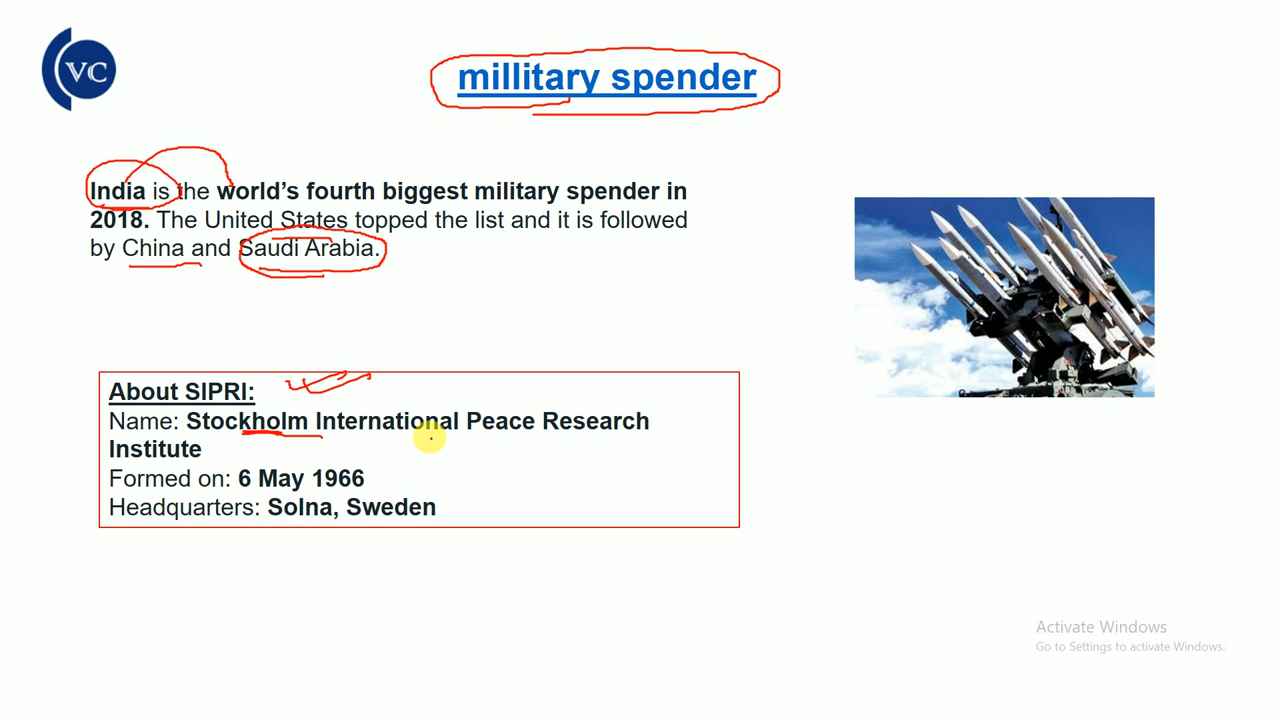 VC
millitary spender
India is the world's fourth biggest military spender in
2018. The United States topped the list and it is followed
by China and Saudi Arabia.
About SIPRI:
Name: Stockholm International Peace Research
Institute
Formed on: 6 May 1966
Headquarters: Solna, Sweden
Activate Windows
Go to Settings to activate Windows.